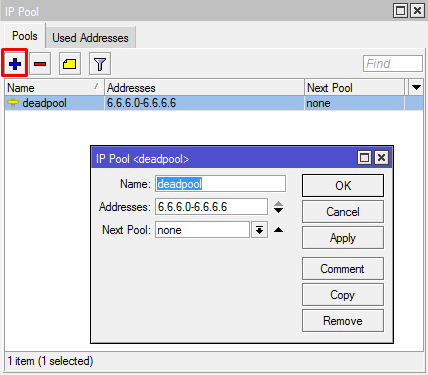 IP Pool
Pools Used Addresses
Find
Name Addresses Next Pool
deadpool 6.6.6.0-6.6.6.6 none
IP Pool <deadpool>
Name: deadpool OK
Addresses: 6.6.6.0-6.6.6.6 Cancel
Next Pool: none Apply
Comment
Copy
Remove
1 item (1 selected)